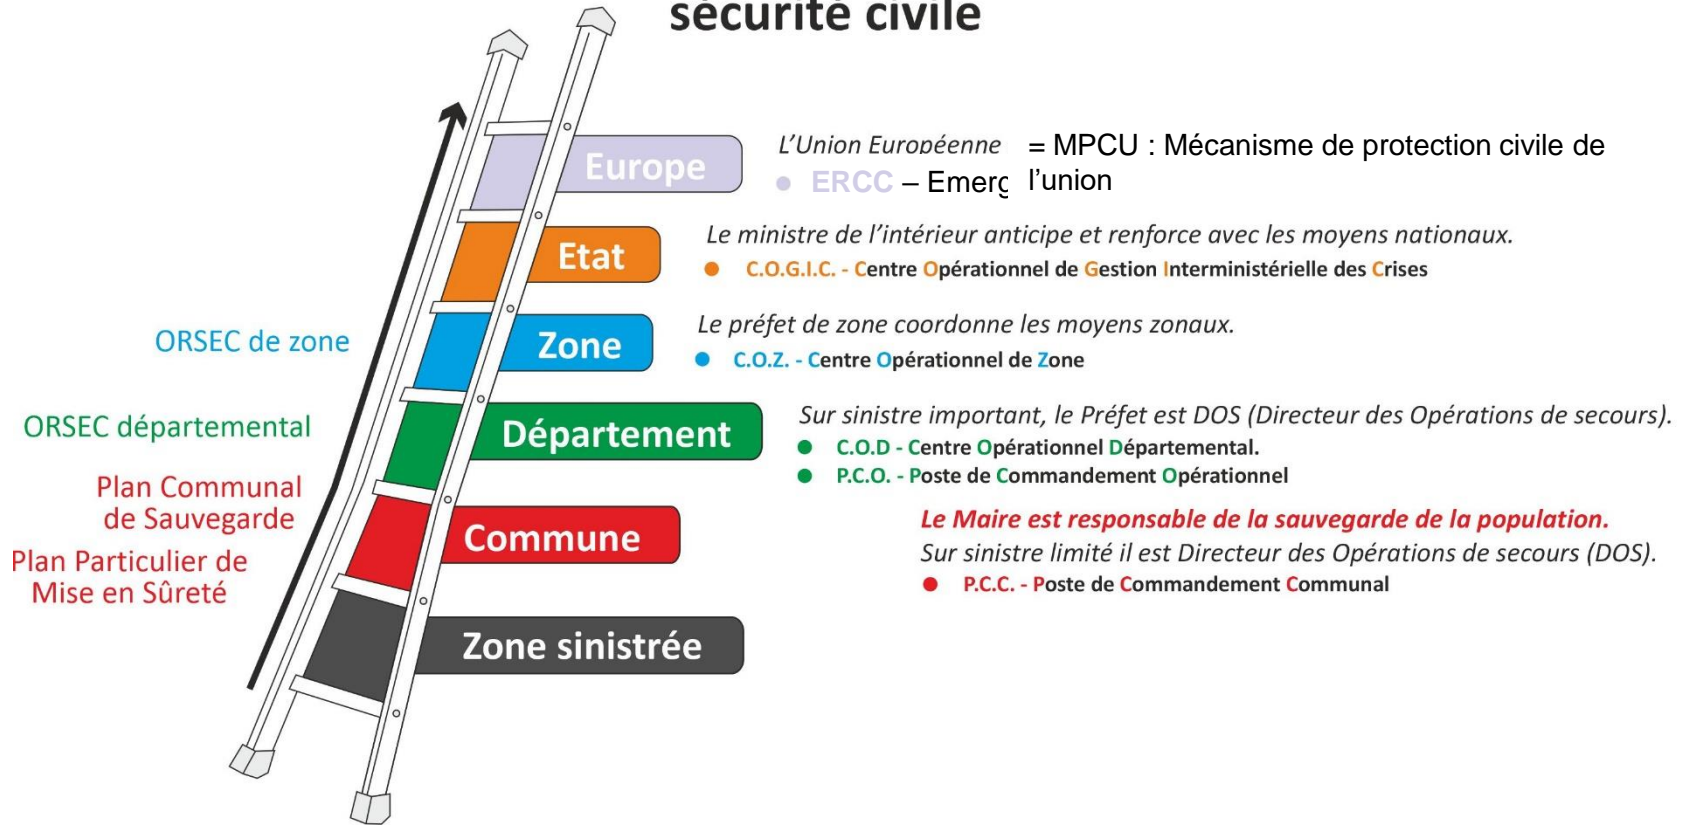 sécurité civile
Europe
L'Union Européenne = MPCU : Mécanisme de protection civile de
l'union
● ERCC – Emerg
Etat
Le ministre de l'intérieur anticipe et renforce avec les moyens nationaux.
● C.O.G.I.C. - Centre Opérationnel de Gestion Interministérielle des Crises
ORSEC de zone
Zone
Le préfet de zone coordonne les moyens zonaux.
● C.O.Z. - Centre Opérationnel de Zone
ORSEC départemental
Département
Sur sinistre important, le Préfet est DOS (Directeur des Opérations de secours).
● C.O.D - Centre Opérationnel Départemental.
● P.C.O. - Poste de Commandement Opérationnel
Plan Communal
de Sauvegarde
Plan Particulier de
Mise en Sûreté
Commune
Le Maire est responsable de la sauvegarde de la population.
Sur sinistre limité il est Directeur des Opérations de secours (DOS).
● P.C.C. - Poste de Commandement Communal
Zone sinistrée